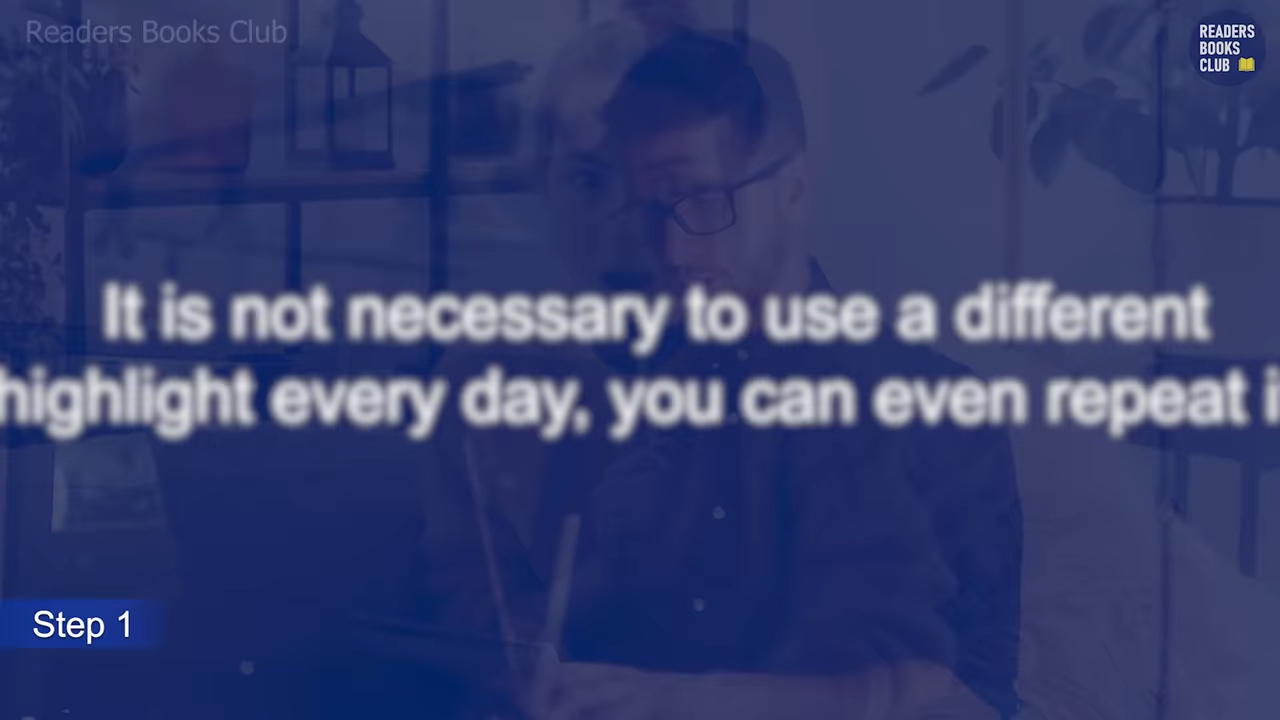 Readers Books Club
READERS
BOOKS
CLUB
It is not necessary to use a different
highlight every day, you can even repeat
Step 1